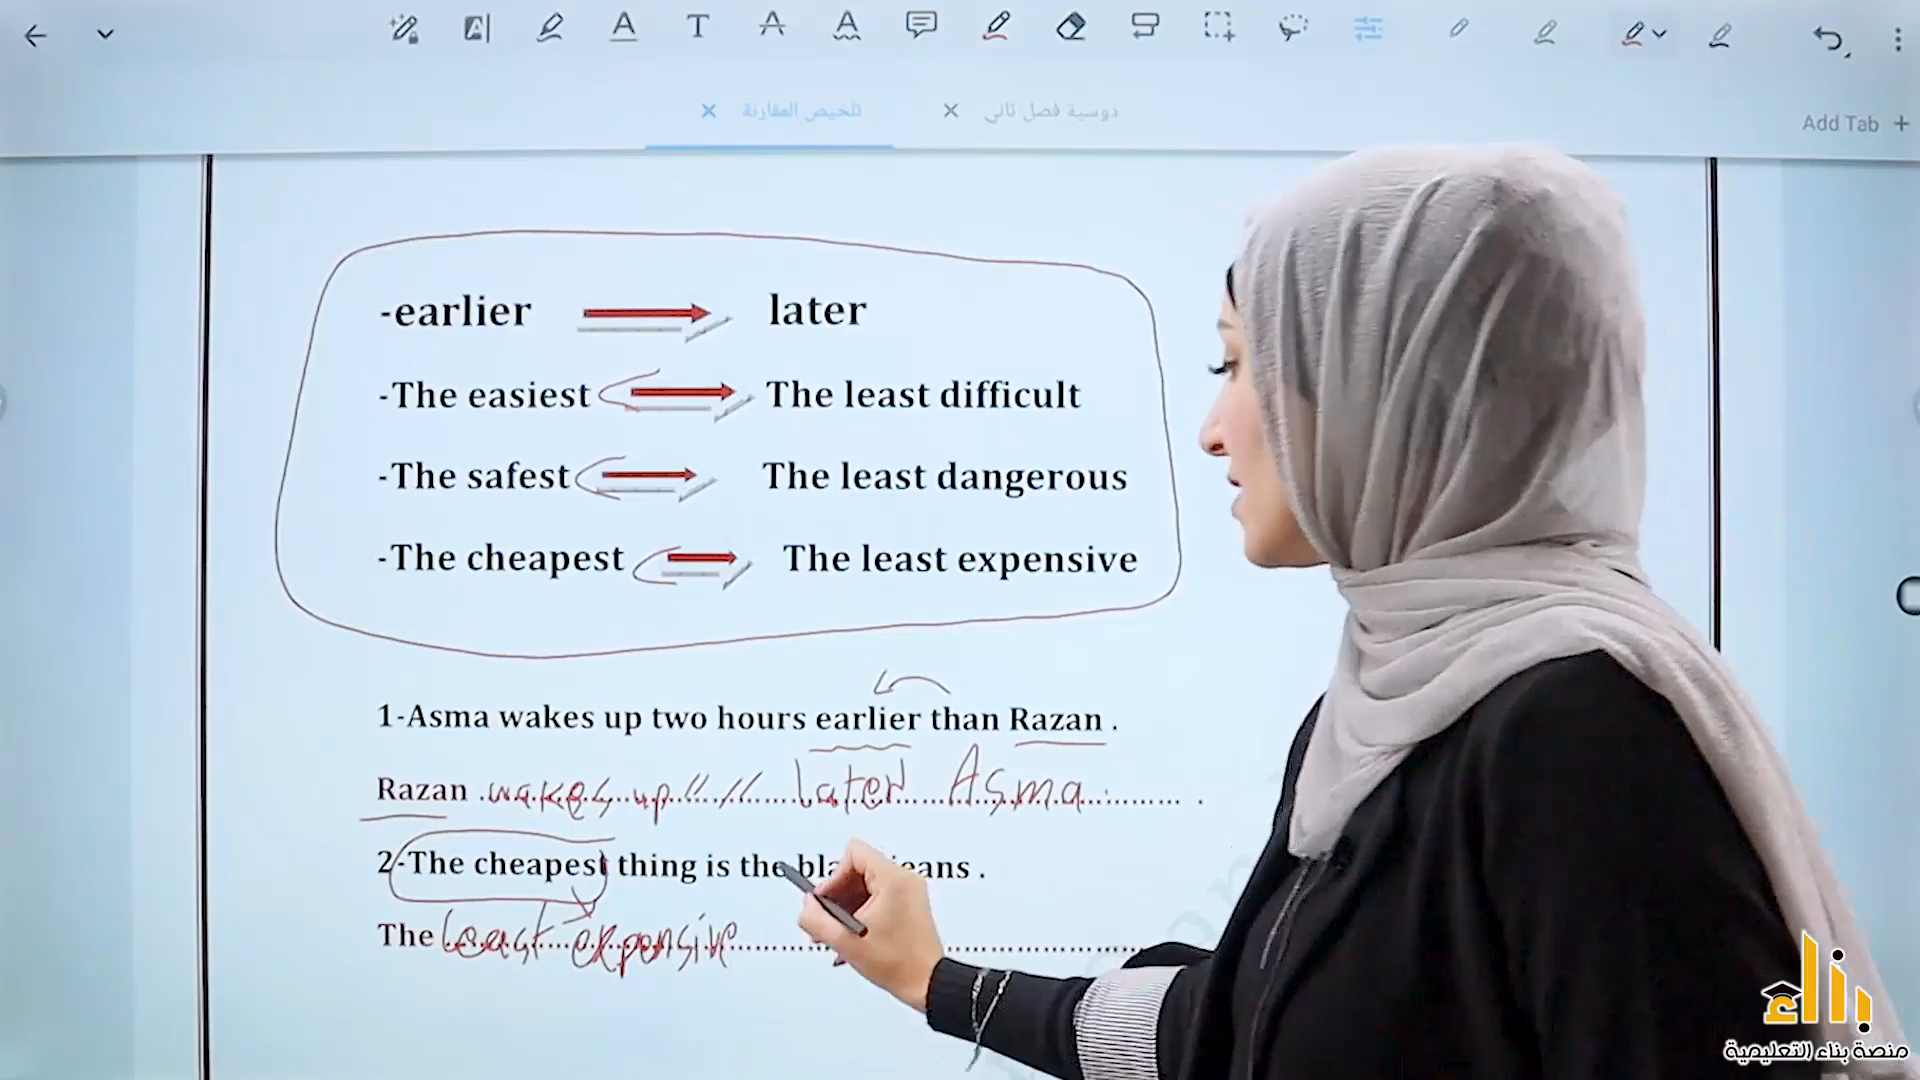 تلخيص المقارنة
دوسية فصل ثاني
Add Tab
-earlier later
-The easiest The least difficult
-The safest The least dangerous
-The cheapest The least expensive
1-Asma wakes up two hours earlier than Razan .
Razan wakes up // // later Asma .
2-The cheapest thing is the jeans .
The least expensive
بناء
منصة بناء التعليمية